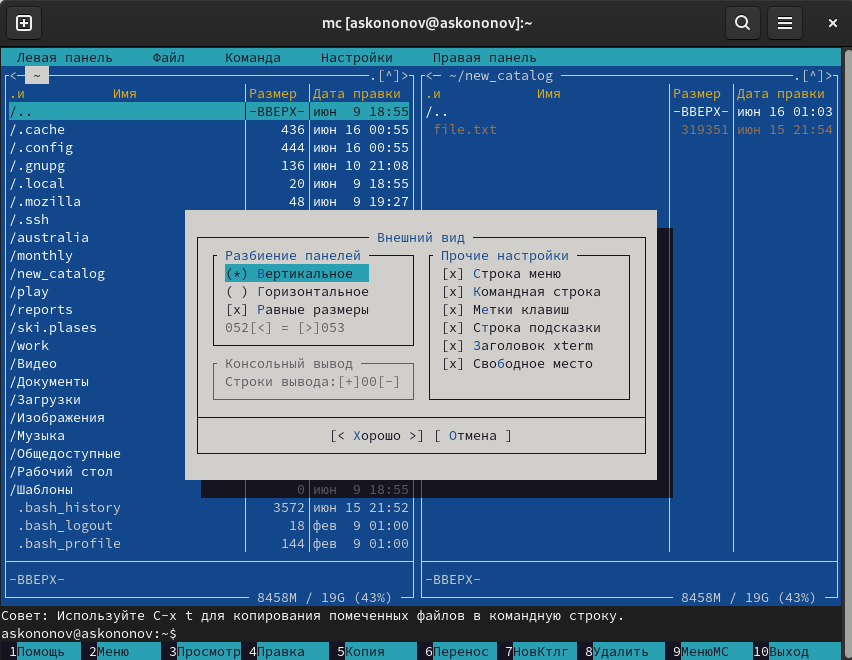 mc [askononov@askononov]:~
Левая панель Файл Команда Настройки Правая панель
<- ~ .[^]> <- ~/new_catalog .[^]>
.и Имя Размер Дата правки .и Имя Размер Дата правки
/.. -ВВЕРХ- июн 9 18:55 /.. -ВВЕРХ- июн 16 01:03
/.cache 436 июн 16 00:55 file.txt 319351 июн 15 21:54
/.config 444 июн 16 00:55
/.gnupg 136 июн 10 21:08
/.local 20 июн 9 18:55
/.mozilla 48 июн 9 19:27
/.ssh
/australia
/monthly
/new_catalog
/play
/reports
/ski.plases
/work
/Видео
/Документы
/Загрузки
/Изображения
/Музыка
/Общедоступные
/Рабочий стол
/Шаблоны 0 июн 9 18:55
.bash_history 3572 июн 15 21:52
.bash_logout 18 фев 9 01:00
.bash_profile 144 фев 9 01:00
Внешний вид
Разбиение панелей
(*) Вертикальное
( ) Горизонтальное
[x] Равные размеры
052[<] = [>]053
Консольный вывод
Строки вывода:[+]00[-]
Прочие настройки
[x] Строка меню
[x] Командная строка
[x] Метки клавиш
[x] Строка подсказки
[x] Заголовок xterm
[x] Свободное место
[< Хорошо >] [ Отмена ]
-ВВЕРХ- -ВВЕРХ-
8458M / 19G (43%) 8458M / 19G (43%)
Совет: Используйте C-x t для копирования помеченных файлов в командную строку.
askononov@askononov:~$
1Помощь 2Меню 3Просмотр 4Правка 5Копия 6Перенос 7НовКтлг 8Удалить 9МенюМС 10Выход